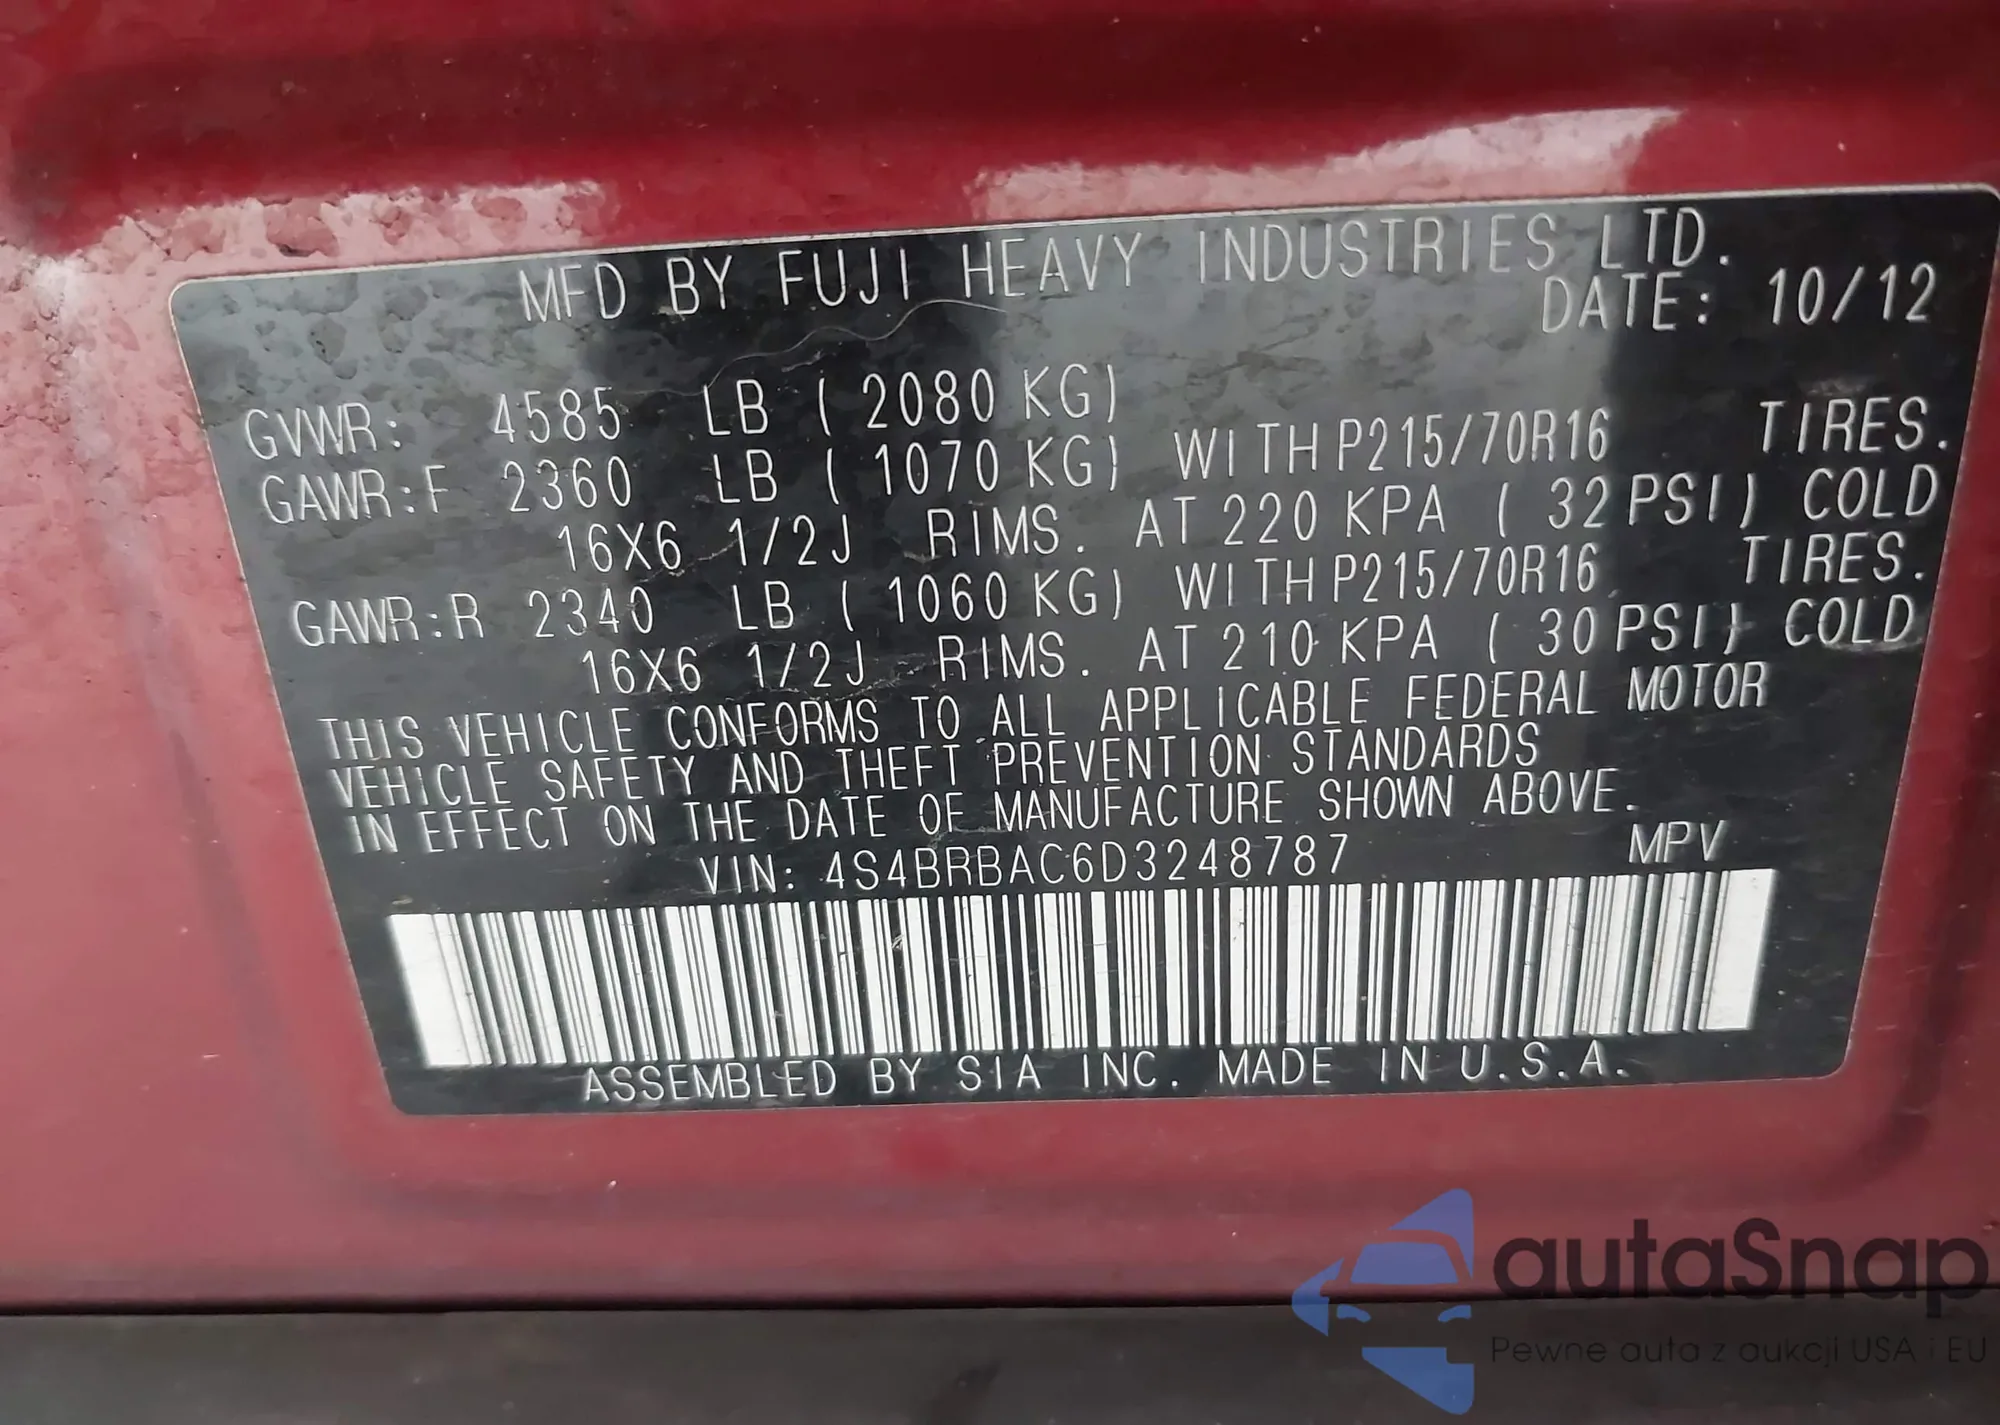 MFD BY FUJI HEAVY INDUSTRIES LTD.
DATE: 10/12
GVWR: 4585 LB ( 2080 KG)
GAWR:F 2360 LB ( 1070 KG) WITH P215/70R16 TIRES.
16X6 1/2J RIMS. AT 220 KPA ( 32 PSI) COLD
GAWR:R 2340 LB ( 1060 KG) WITH P215/70R16 TIRES.
16X6 1/2J RIMS. AT 210 KPA ( 30 PSI) COLD
THIS VEHICLE CONFORMS TO ALL APPLICABLE FEDERAL MOTOR
VEHICLE SAFETY AND THEFT PREVENTION STANDARDS
IN EFFECT ON THE DATE OF MANUFACTURE SHOWN ABOVE.
VIN: 4S4BRBAC6D3248787 MPV
ASSEMBLED BY SIA INC. MADE IN U.S.A.
autaSnap
Pewne auta z aukcji USA i EU